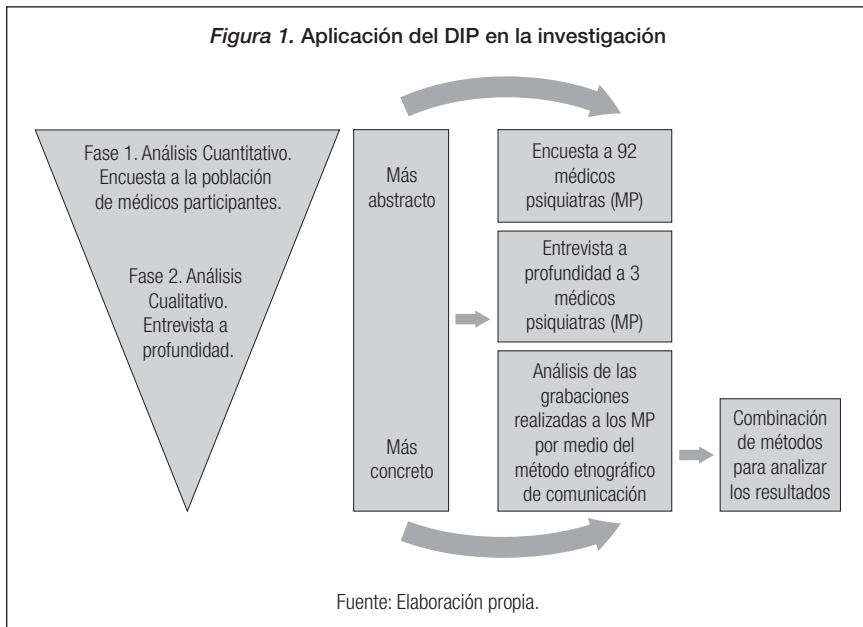 Figura 1. Aplicación del DIP en la investigación
Fase 1. Análisis Cuantitativo.
Encuesta a la población
de médicos participantes.
Fase 2. Análisis
Cualitativo.
Entrevista a
profundidad.
Más
abstracto
Más
concreto
Encuesta a 92
médicos
psiquiatras (MP)
Entrevista a
profundidad a 3
médicos
psiquiatras (MP)
Análisis de las
grabaciones
realizadas a los MP
por medio del
método etnográfico
de comunicación
Combinación
de métodos
para analizar
los resultados
Fuente: Elaboración propia.